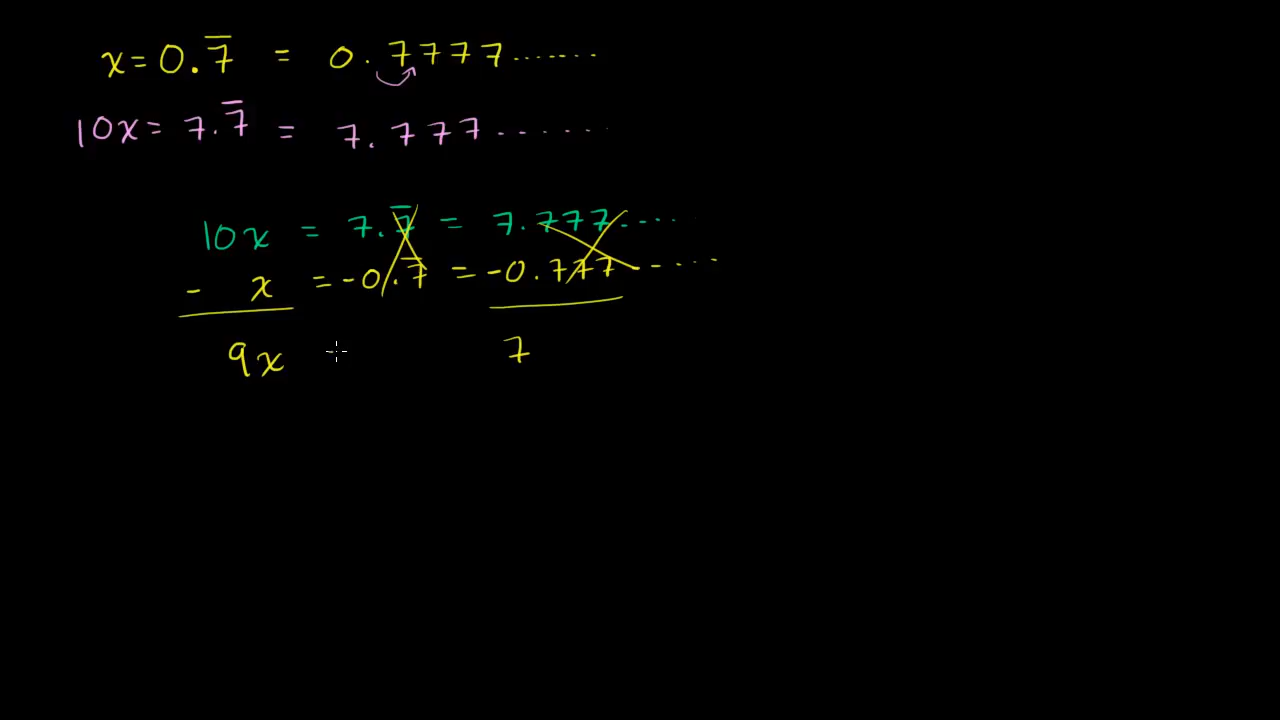 x = 0.7̅ = 0.7777.......
10x = 7.7̅ = 7.777.......
10x = 7.7̅ = 7.777.....
- x = -0.7̅ = -0.777.....
9x 7